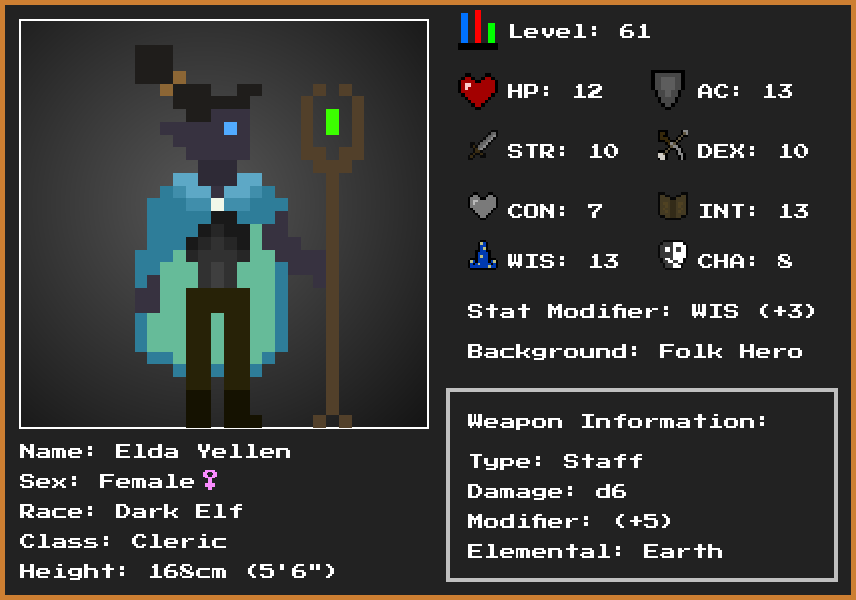 Level: 61
HP: 12
AC: 13
STR: 10
DEX: 10
CON: 7
INT: 13
WIS: 13
CHA: 8
Stat Modifier: WIS (+3)
Background: Folk Hero
Weapon Information:
Type: Staff
Damage: d6
Modifier: (+5)
Elemental: Earth
Name: Elda Yellen
Sex: Female♀
Race: Dark Elf
Class: Cleric
Height: 168cm (5'6")